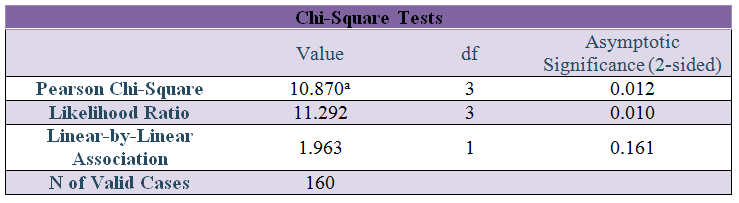 Chi-Square Tests
Value df Asymptotic Significance (2-sided)
Pearson Chi-Square 10.870ᵃ 3 0.012
Likelihood Ratio 11.292 3 0.010
Linear-by-Linear Association 1.963 1 0.161
N of Valid Cases 160